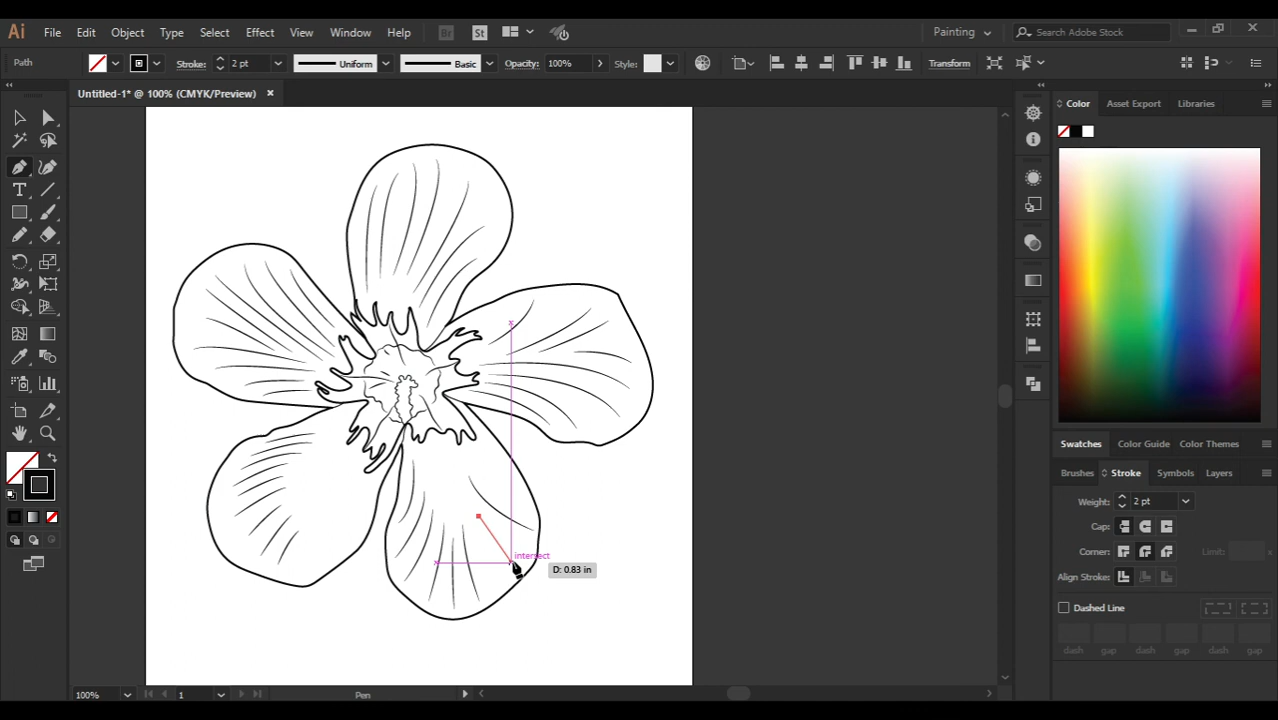 Ai File Edit Object Type Select Effect View Window Help Br St Painting Search Adobe Stock
Path Stroke: 2 pt Uniform Basic Opacity: 100% Style: Transform
Untitled-1* @ 100% (CMYK/Preview)
Color Asset Export Libraries
T
Swatches Color Guide Color Themes
Brushes Stroke Symbols Layers
Weight: 2 pt
Cap:
Corner: Limit:
intersect
D: 0.83 in
Align Stroke:
Dashed Line
dash gap dash gap dash gap
100% 1 Pen